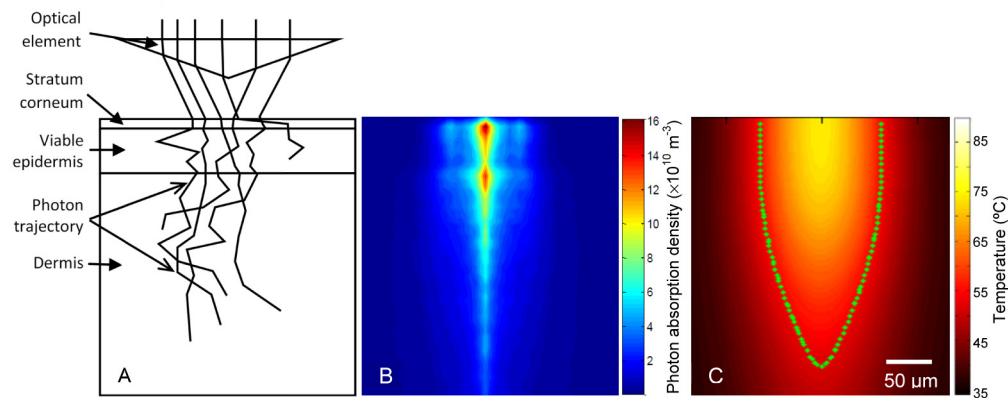 Optical
element
Stratum
corneum
Viable
epidermis
Photon
trajectory
Dermis
A
B
16
14
12
10
8
6
4
2
Photon absorption density (×10¹⁰ m⁻³)
C
50 µm
85
75
65
55
45
35
Temperature (ºC)